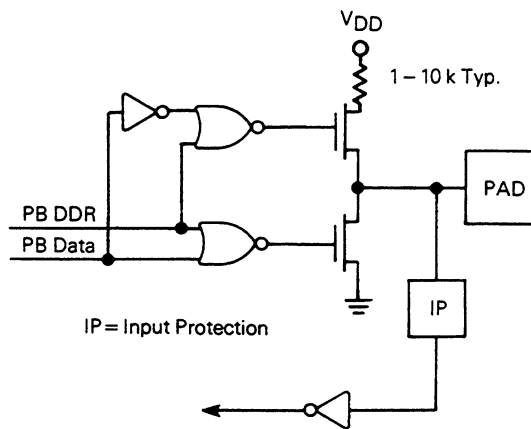 VDD
1 – 10 k Typ.
PAD
PB DDR
PB Data
IP
IP = Input Protection